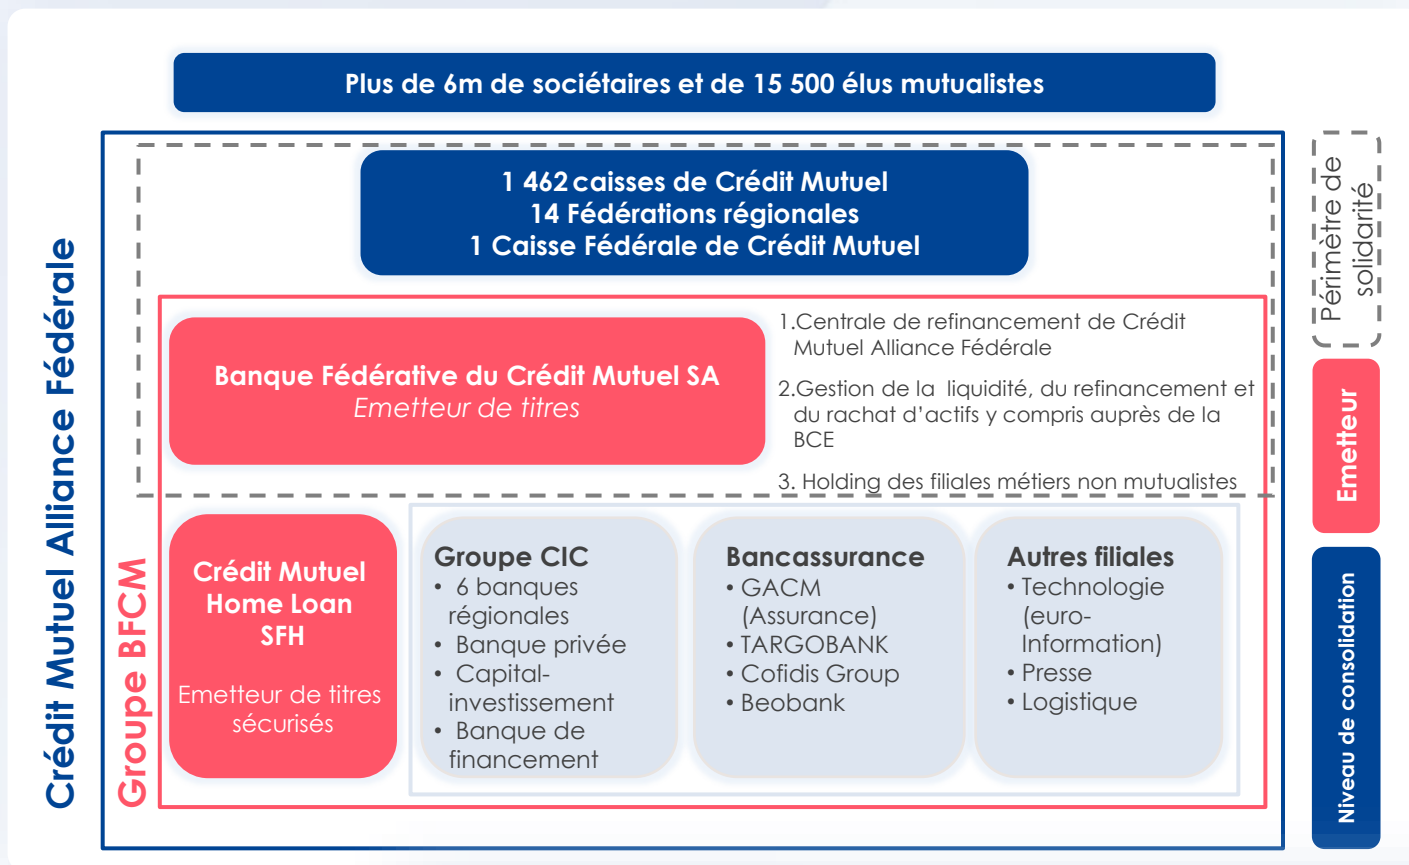 Plus de 6m de sociétaires et de 15 500 élus mutualistes
Crédit Mutuel Alliance Fédérale
1 462 caisses de Crédit Mutuel
14 Fédérations régionales
1 Caisse Fédérale de Crédit Mutuel
Groupe BFCM
Banque Fédérative du Crédit Mutuel SA
Emetteur de titres
1.Centrale de refinancement de Crédit
Mutuel Alliance Fédérale
2.Gestion de la liquidité, du refinancement et
du rachat d’actifs y compris auprès de la
BCE
3. Holding des filiales métiers non mutualistes
Crédit Mutuel
Home Loan
SFH
Emetteur de titres
sécurisés
Groupe CIC
• 6 banques
régionales
• Banque privée
• Capital-
investissement
• Banque de
financement
Bancassurance
• GACM
(Assurance)
• TARGOBANK
• Cofidis Group
• Beobank
Autres filiales
• Technologie
(euro-
Information)
• Presse
• Logistique
Périmètre de
solidarité
Emetteur
Niveau de consolidation